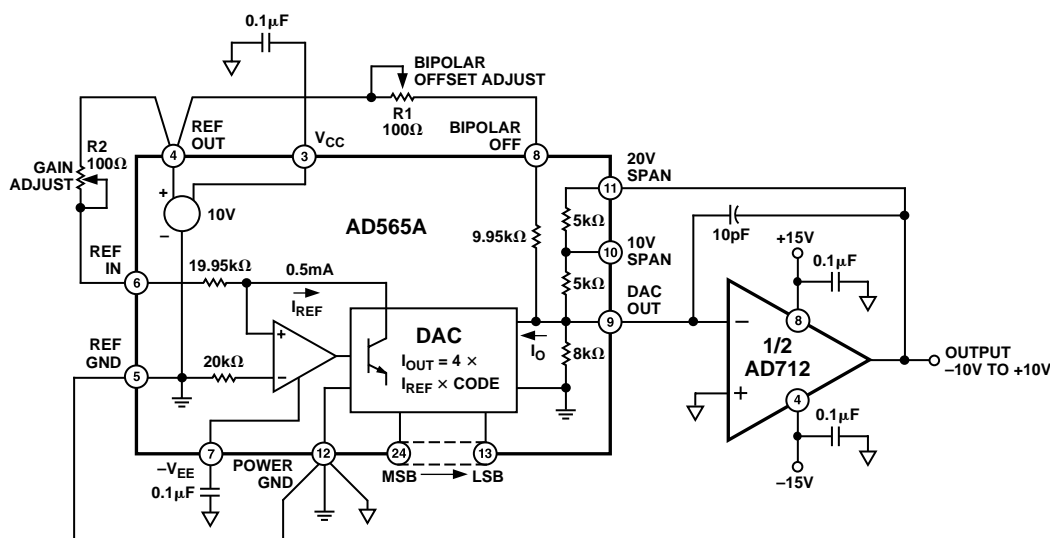 0.1µF
BIPOLAR
OFFSET ADJUST
R1
100Ω
REF
OUT
VCC
BIPOLAR
OFF
R2
100Ω
GAIN
ADJUST
4
3
8
20V
SPAN
11
+
–
10V
AD565A
9.95kΩ
5kΩ
10
10V
SPAN
5kΩ
10pF
+15V
0.1µF
REF
IN
6
19.95kΩ
0.5mA
IREF
DAC
OUT
9
8
–
+
1/2
AD712
4
OUTPUT
–10V TO +10V
DAC
IOUT = 4 ×
IREF × CODE
IO
8kΩ
REF
GND
5
20kΩ
+
–
0.1µF
–15V
7
–VEE
0.1µF
POWER
GND
12
24
13
MSB
LSB